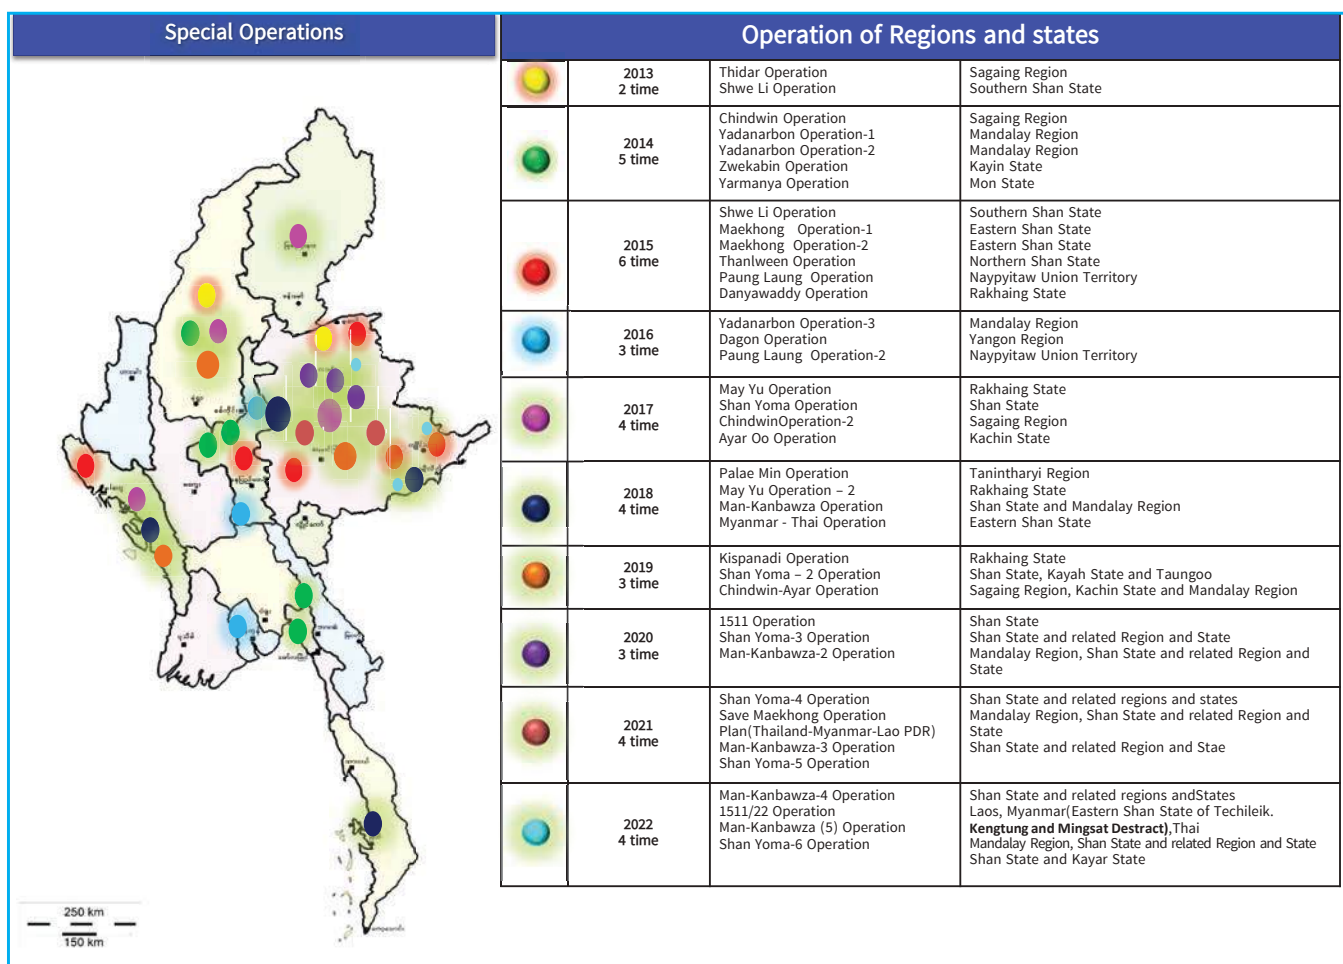 Special Operations
Operation of Regions and states
2013
2 time
Thidar Operation
Shwe Li Operation
Sagaing Region
Southern Shan State
2014
5 time
Chindwin Operation
Yadanarbon Operation-1
Yadanarbon Operation-2
Zwekabin Operation
Yarmanya Operation
Sagaing Region
Mandalay Region
Mandalay Region
Kayin State
Mon State
2015
6 time
Shwe Li Operation
Maekhong Operation-1
Maekhong Operation-2
Thanlween Operation
Paung Laung Operation
Danyawaddy Operation
Southern Shan State
Eastern Shan State
Eastern Shan State
Northern Shan State
Naypyitaw Union Territory
Rakhaing State
2016
3 time
Yadanarbon Operation-3
Dagon Operation
Paung Laung Operation-2
Mandalay Region
Yangon Region
Naypyitaw Union Territory
2017
4 time
May Yu Operation
Shan Yoma Operation
ChindwinOperation-2
Ayar Oo Operation
Rakhaing State
Shan State
Sagaing Region
Kachin State
2018
4 time
Palae Min Operation
May Yu Operation – 2
Man-Kanbawza Operation
Myanmar - Thai Operation
Tanintharyi Region
Rakhaing State
Shan State and Mandalay Region
Eastern Shan State
2019
3 time
Kispanadi Operation
Shan Yoma – 2 Operation
Chindwin-Ayar Operation
Rakhaing State
Shan State, Kayah State and Taungoo
Sagaing Region, Kachin State and Mandalay Region
2020
3 time
1511 Operation
Shan Yoma-3 Operation
Man-Kanbawza-2 Operation
Shan State
Shan State and related Region and State
Mandalay Region, Shan State and related Region and
State
2021
4 time
Shan Yoma-4 Operation
Save Maekhong Operation
Plan(Thailand-Myanmar-Lao PDR)
Man-Kanbawza-3 Operation
Shan Yoma-5 Operation
Shan State and related regions and states
Mandalay Region, Shan State and related Region and
State
Shan State and related Region and Stae
2022
4 time
Man-Kanbawza-4 Operation
1511/22 Operation
Man-Kanbawza (5) Operation
Shan Yoma-6 Operation
Shan State and related regions andStates
Laos, Myanmar(Eastern Shan State of Techileik.
Kengtung and Mingsat Destract),Thai
Mandalay Region, Shan State and related Region and State
Shan State and Kayar State
250 km
150 km